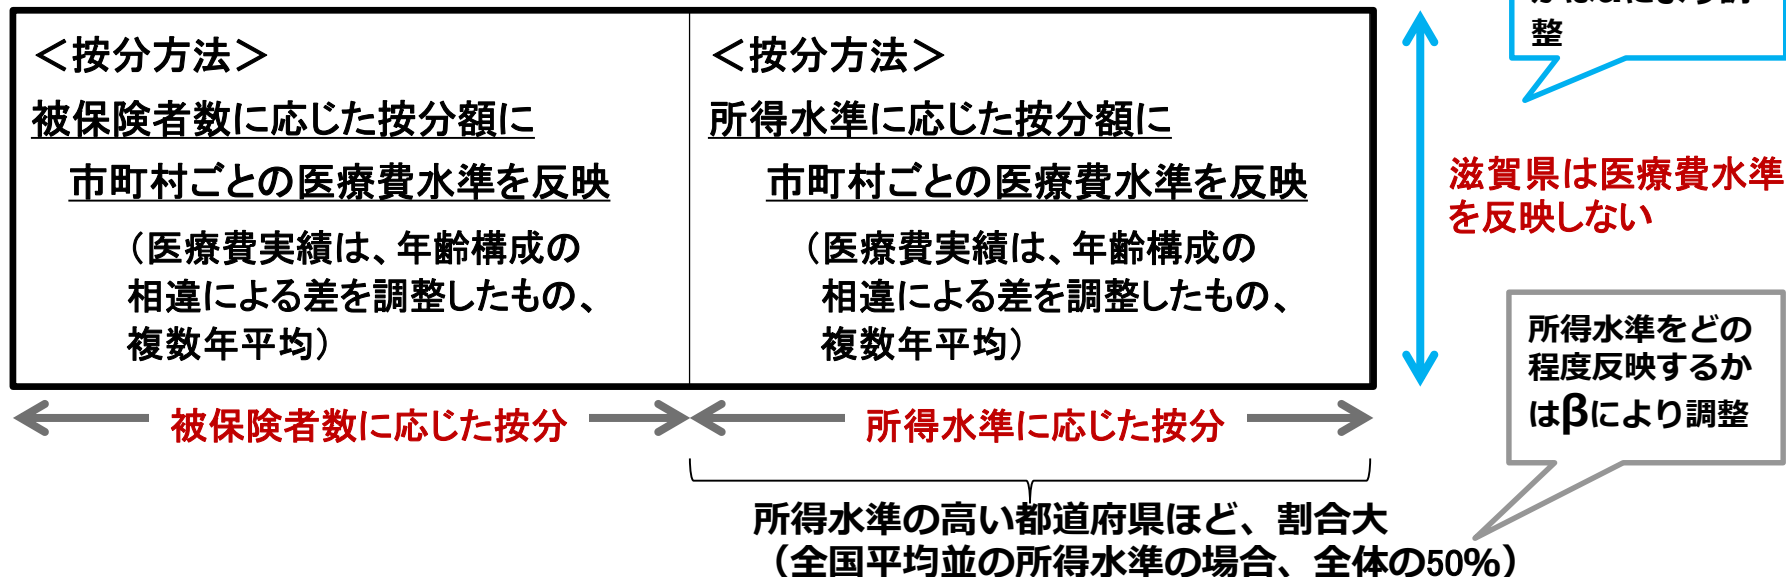 ＜按分方法＞
被保険者数に応じた按分額に
市町村ごとの医療費水準を反映
（医療費実績は、年齢構成の
相違による差を調整したもの、
複数年平均）
＜按分方法＞
所得水準に応じた按分額に
市町村ごとの医療費水準を反映
（医療費実績は、年齢構成の
相違による差を調整したもの、
複数年平均）
整
滋賀県は医療費水準
を反映しない
所得水準をどの
程度反映するか
はβにより調整
被保険者数に応じた按分
所得水準に応じた按分
所得水準の高い都道府県ほど、割合大
（全国平均並の所得水準の場合、全体の50%）